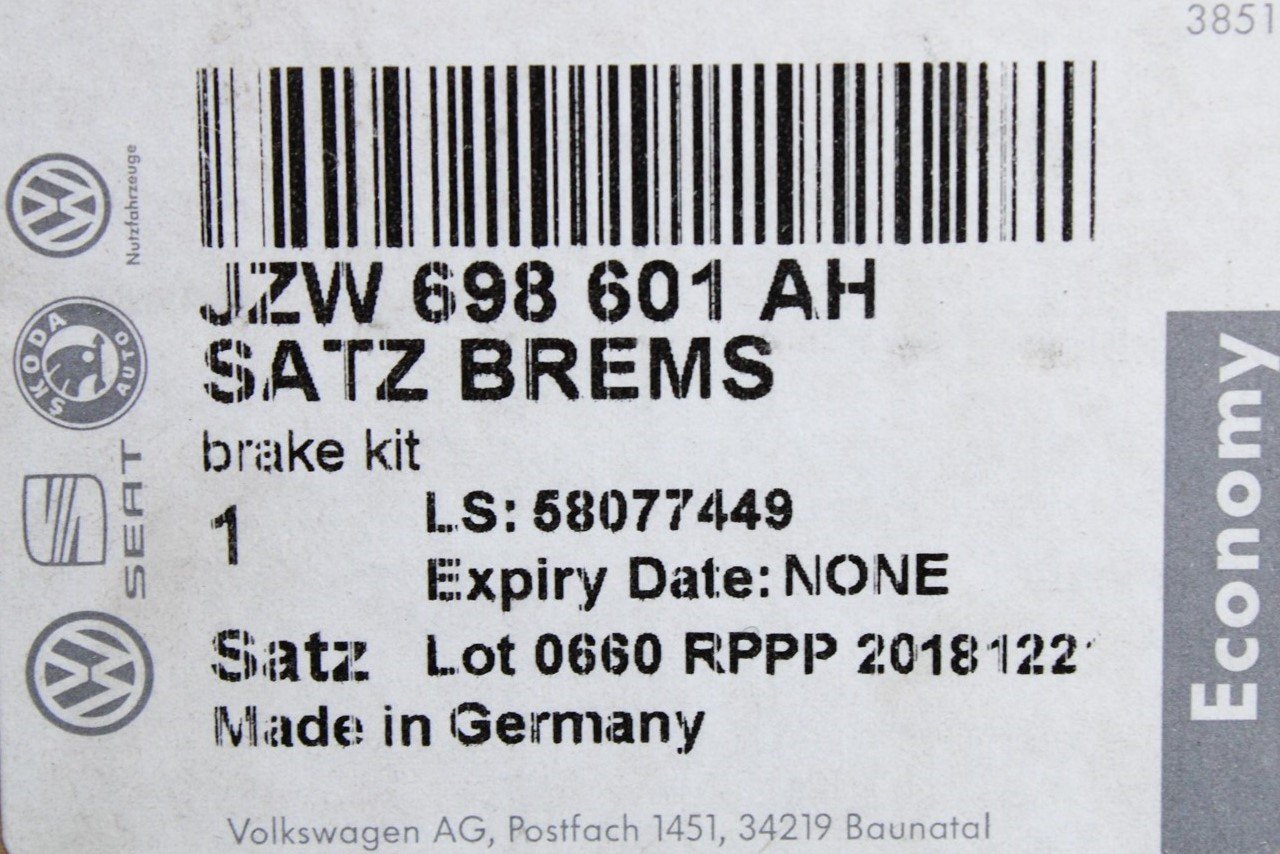 3851
Nutzfahrzeuge
JZW 698 601 AH
SKODA AUTO
SATZ BREMS
brake kit
SEAT
1
LS: 58077449
Expiry Date: NONE
Satz Lot 0660 RPPP 20181221
Made in Germany
Economy
Volkswagen AG, Postfach 1451, 34219 Baunatal